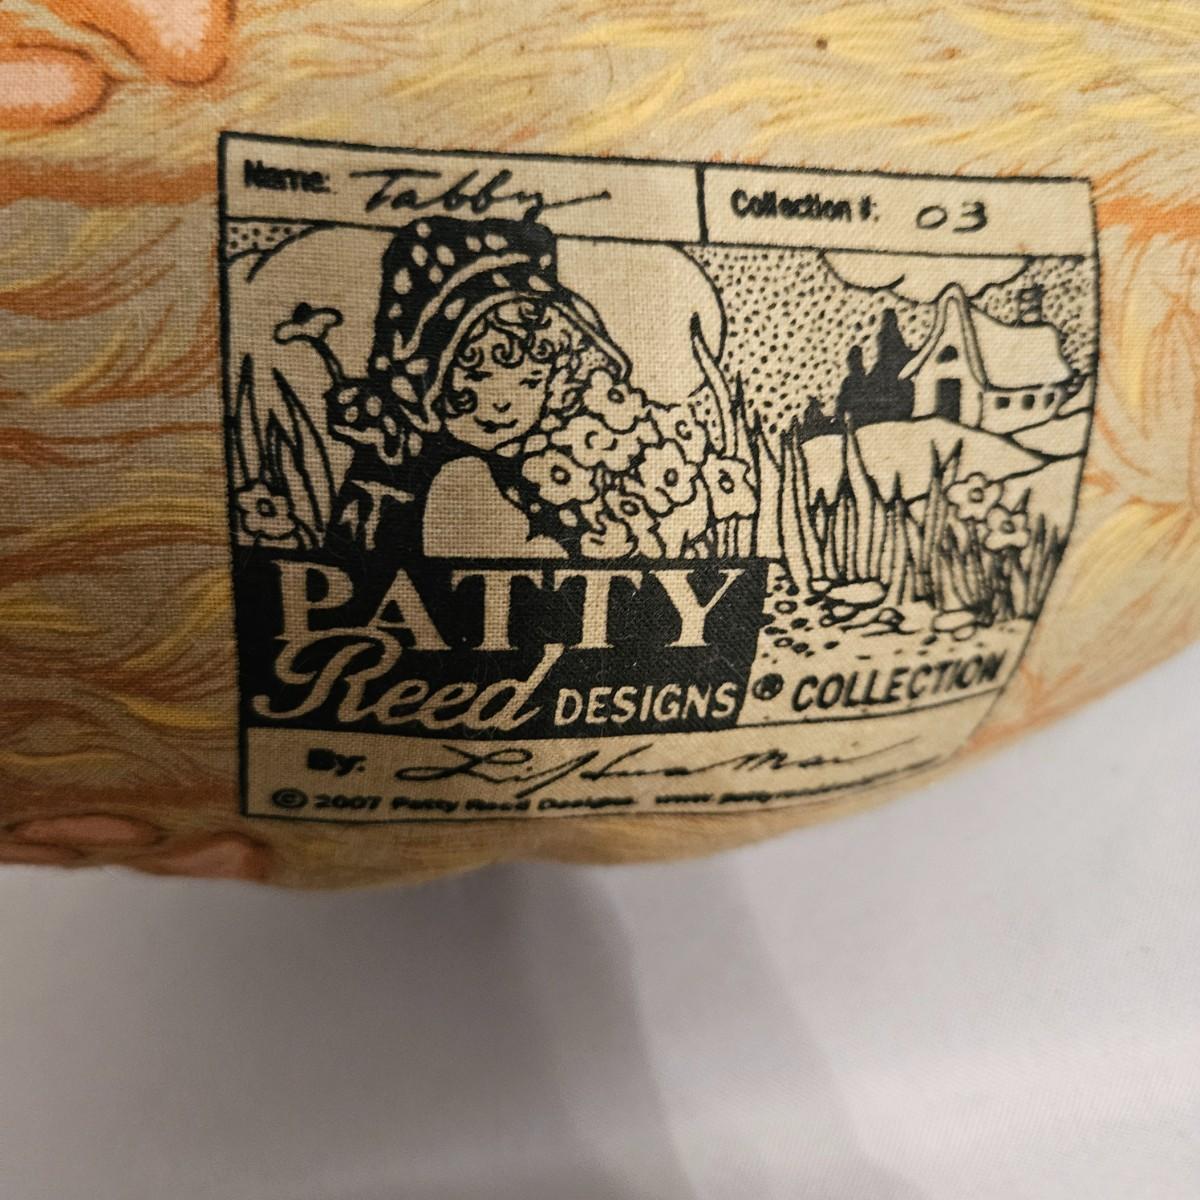 Name: Tabby
Collection #: 03
PATTY
Reed DESIGNS ® COLLECTION
By:
© 2007 Patty Reed Designs